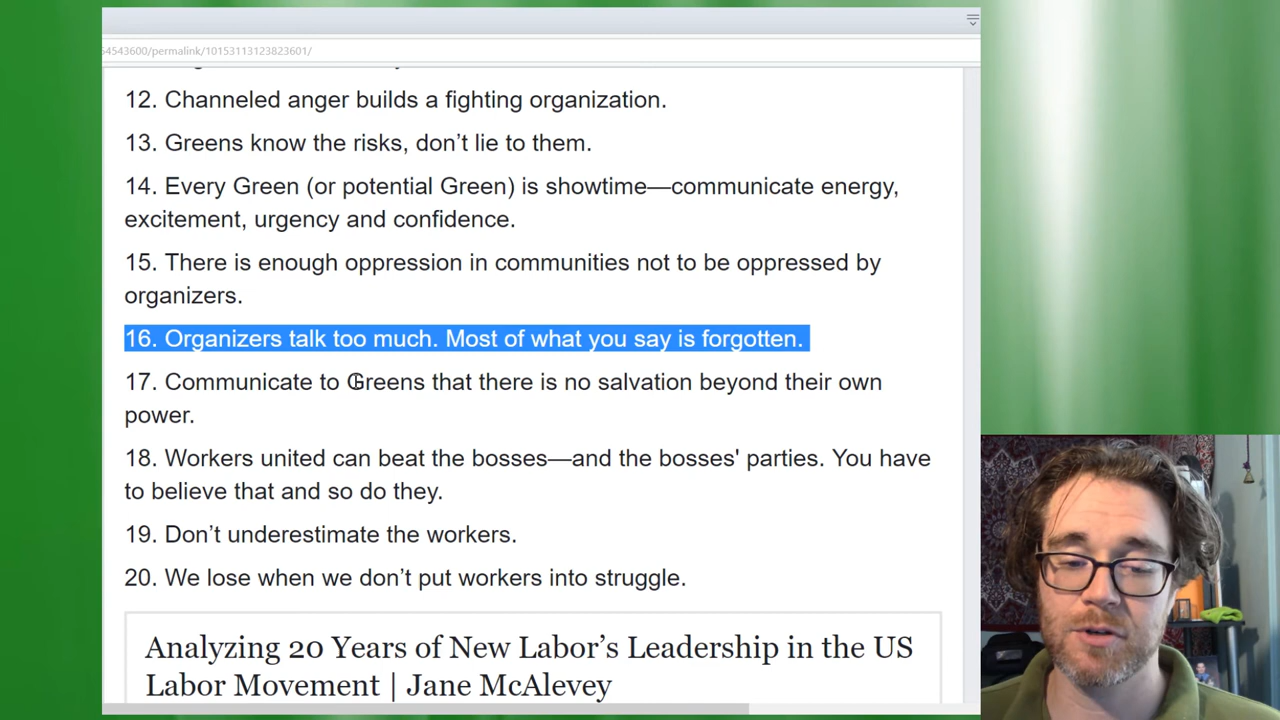 54543600/permalink/10153113123823601/
12. Channeled anger builds a fighting organization.
13. Greens know the risks, don’t lie to them.
14. Every Green (or potential Green) is showtime—communicate energy,
excitement, urgency and confidence.
15. There is enough oppression in communities not to be oppressed by
organizers.
16. Organizers talk too much. Most of what you say is forgotten.
17. Communicate to Greens that there is no salvation beyond their own
power.
18. Workers united can beat the bosses—and the bosses' parties. You have
to believe that and so do they.
19. Don’t underestimate the workers.
20. We lose when we don’t put workers into struggle.
Analyzing 20 Years of New Labor’s Leadership in the US
Labor Movement | Jane McAlevey